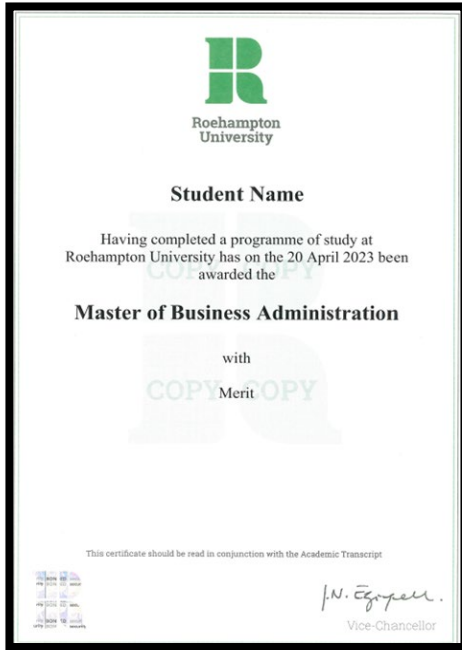 Roehampton
University
Student Name
Having completed a programme of study at
Roehampton University has on the 20 April 2023 been
awarded the
COPY COPY
Master of Business Administration
with
COPY COPY
Merit
This certificate should be read in conjunction with the Academic Transcript
Vice-Chancellor